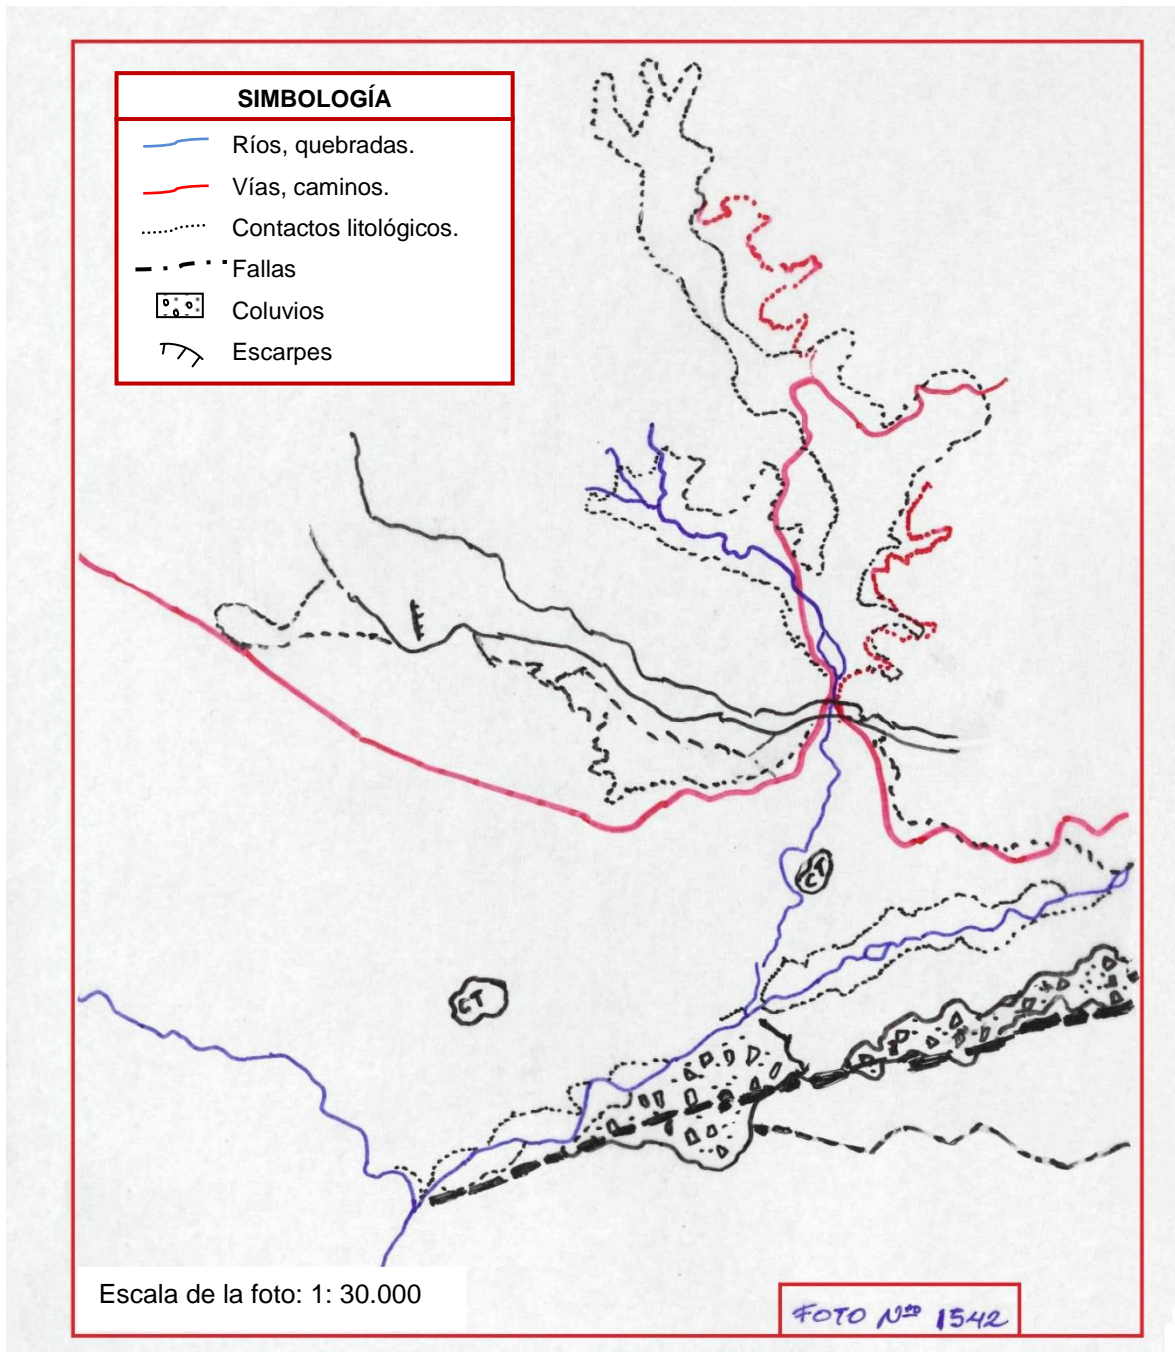 SIMBOLOGÍA
Ríos, quebradas.
Vías, caminos.
Contactos litológicos.
Fallas
Coluvios
Escarpes
CT
CT
Escala de la foto: 1: 30.000
FOTO Nro 1542